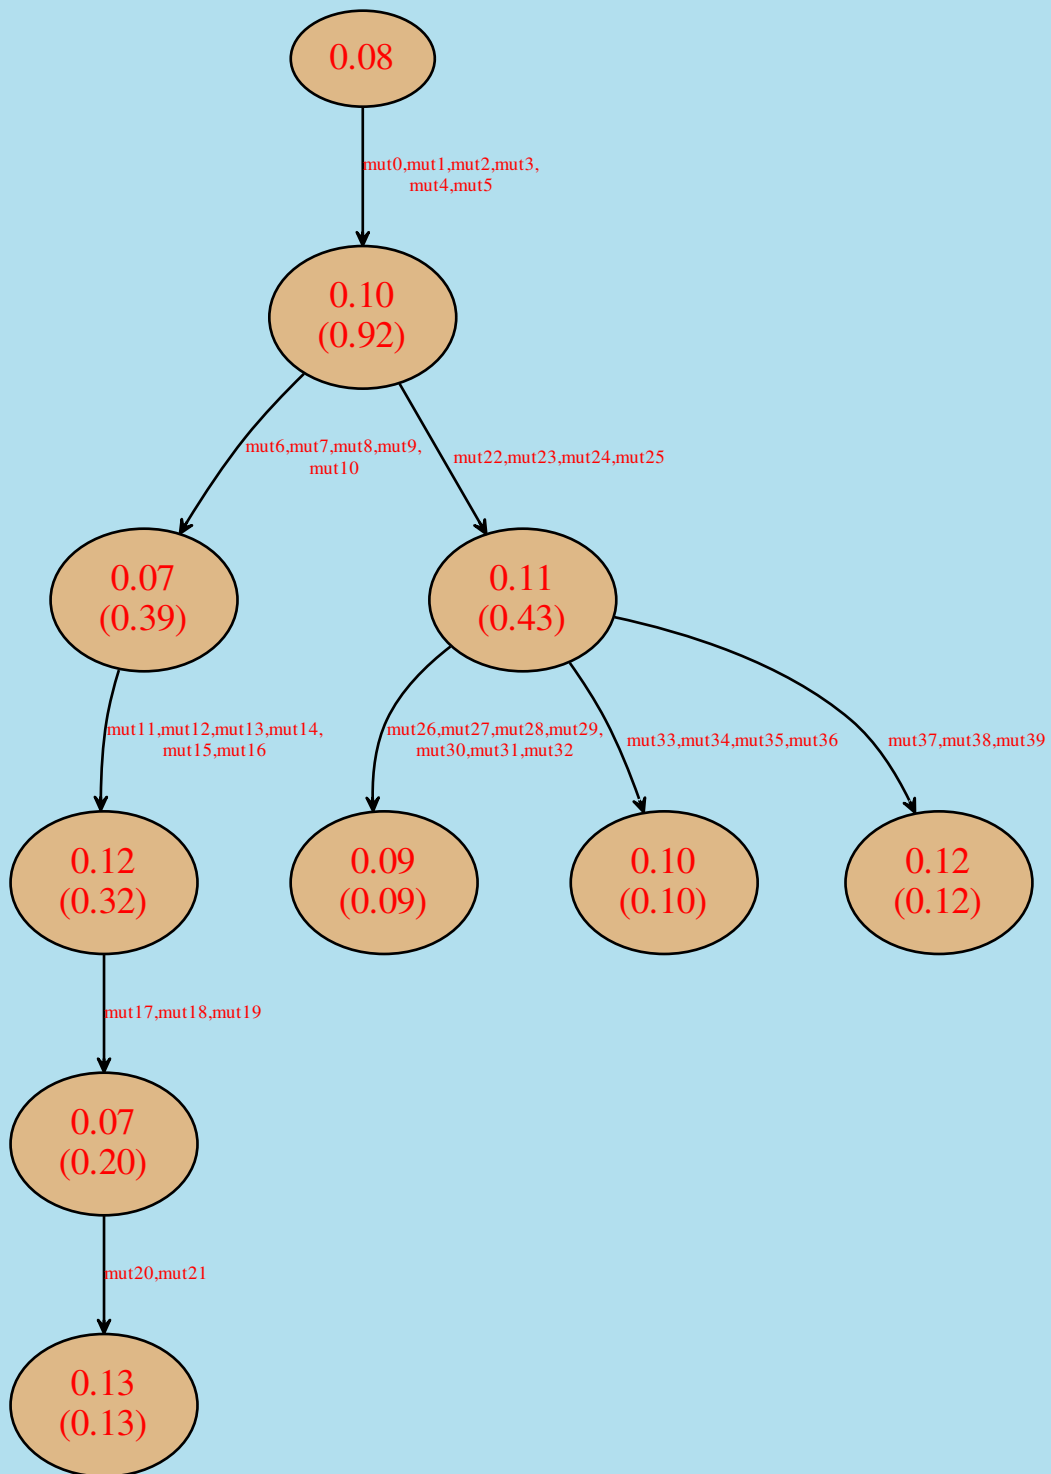 0.08
mut0,mut1,mut2,mut3,
mut4,mut5
0.10
(0.92)
mut6,mut7,mut8,mut9,
mut10
mut22,mut23,mut24,mut25
0.07
(0.39)
0.11
(0.43)
mut11,mut12,mut13,mut14,
mut15,mut16
mut26,mut27,mut28,mut29,
mut30,mut31,mut32
mut33,mut34,mut35,mut36
mut37,mut38,mut39
0.12
(0.32)
0.09
(0.09)
0.10
(0.10)
0.12
(0.12)
mut17,mut18,mut19
0.07
(0.20)
mut20,mut21
0.13
(0.13)